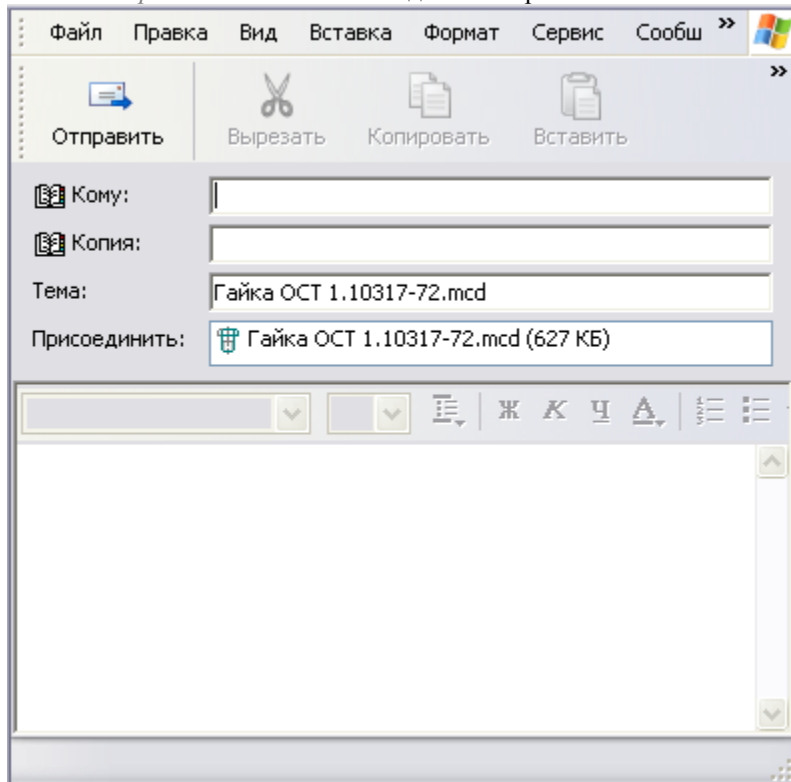 Файл Правка Вид Вставка Формат Сервис Сообщ »
»
Отправить Вырезать Копировать Вставить
Кому:
Копия:
Тема: Гайка ОСТ 1.10317-72.mcd
Присоединить: Гайка ОСТ 1.10317-72.mcd (627 КБ)
Ж К Ч А